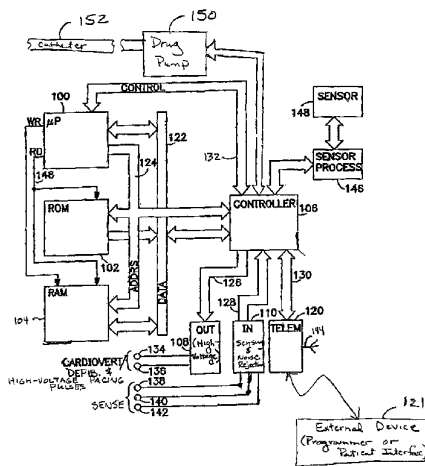 152
150
Catheter
Drug
Pump
CONTROL
100
μP
WR
RD
148
122
124
132
148
SENSOR
SENSOR
PROCESS
146
ROM
102
CONTROLLER
106
ADDRS
DATA
RAM
104
128
128
110
130
108
OUT
(High
Voltage)
IN
Sensing
& Noise
Rejection
120
TELEM
144
134
CARDIOVERT
DEFIB. &
HIGH-VOLTAGE PACING
PULSES
136
138
SENSE
140
142
121
External Device
(Programmer or
Patient Interface)